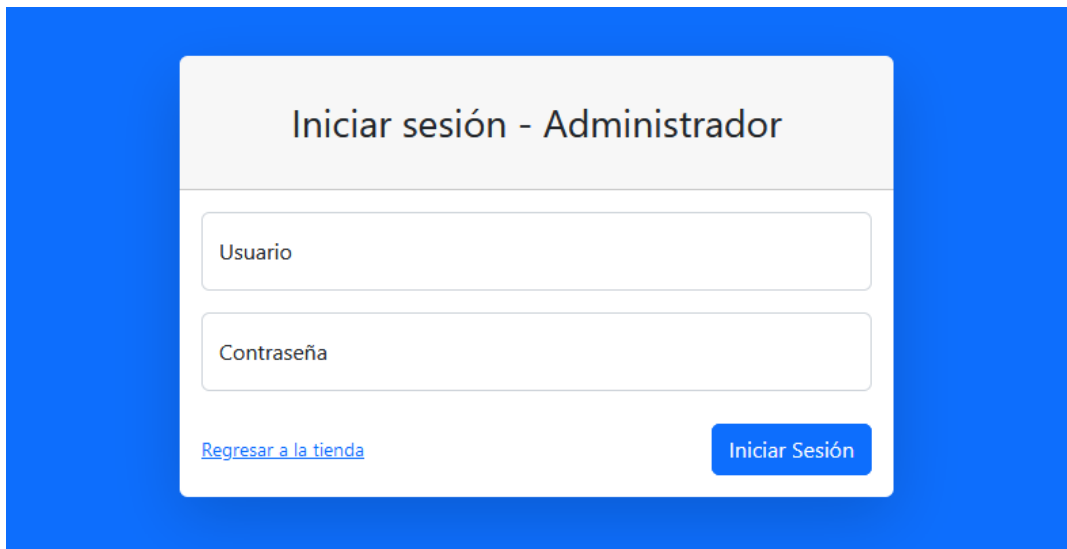 Iniciar sesión - Administrador
Usuario
Contraseña
Regresar a la tienda
Iniciar Sesión